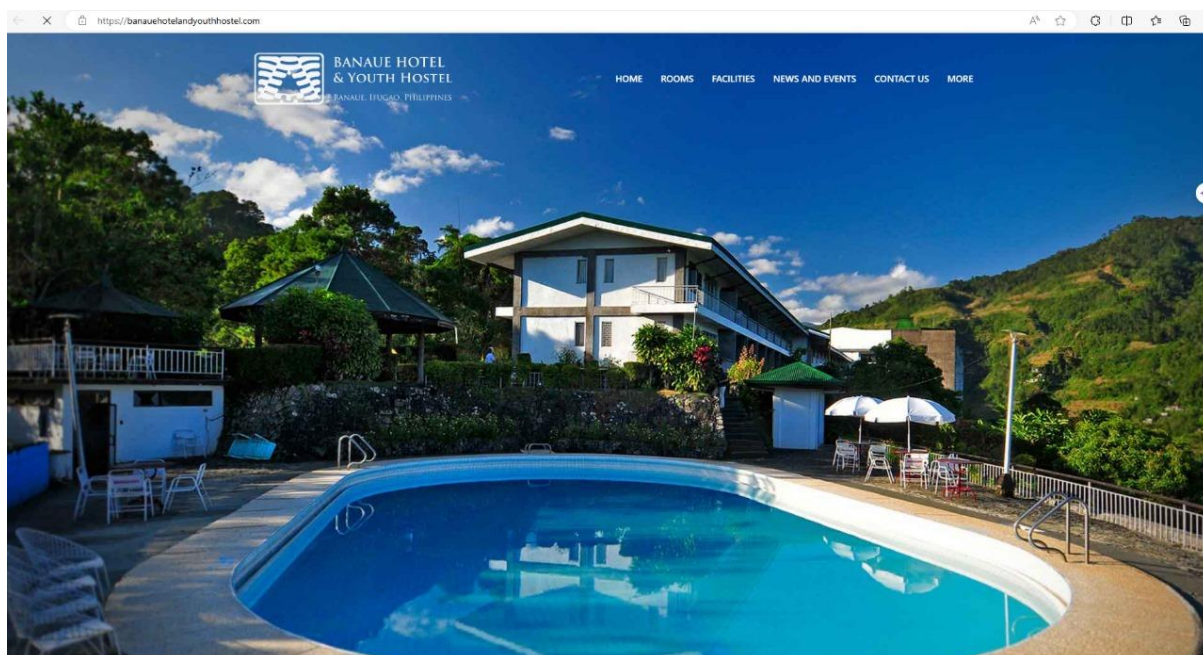 https://banauehotelandyouthhostel.com
BANAUE HOTEL
& YOUTH HOSTEL
BANAUE, IFUGAO, PHILIPPINES
HOME ROOMS FACILITIES NEWS AND EVENTS CONTACT US MORE